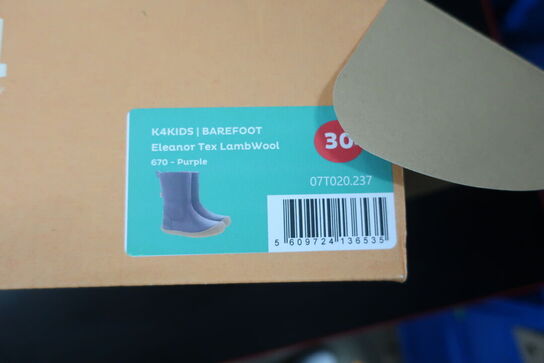 K4KIDS | BAREFOOT
Eleanor Tex LambWool
670 - Purple
30
07T020.237
5 609724 136535